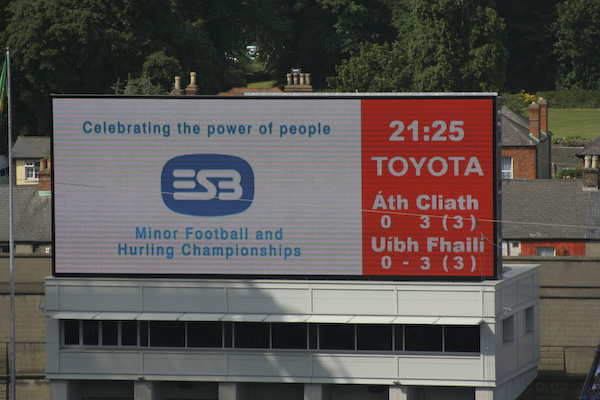 Celebrating the power of people
ESB
Minor Football and
Hurling Championships
21:25
TOYOTA
Áth Cliath
0 3 (3)
Uíbh Fhailí
0 - 3 (3)